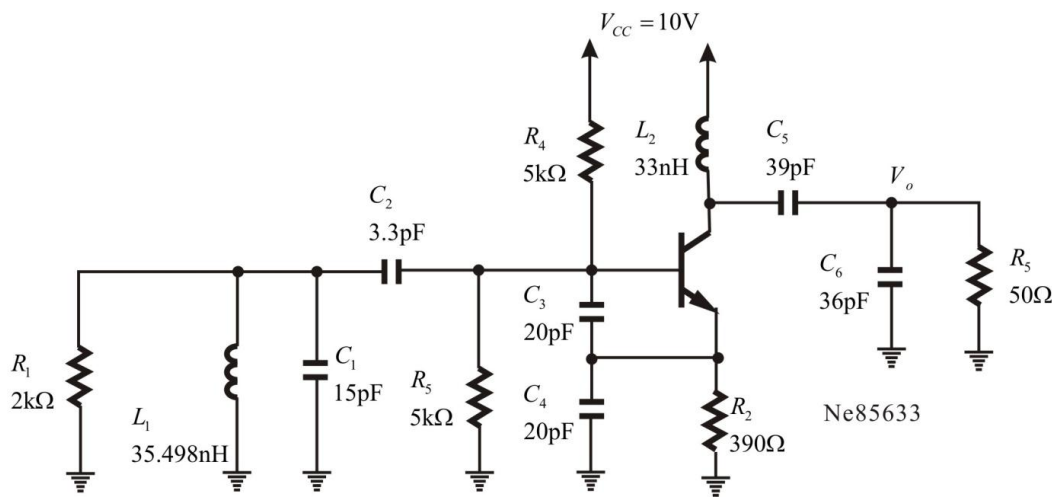 V_CC = 10V
R_4
5kΩ
L_2
33nH
C_5
39pF
V_o
C_2
3.3pF
C_3
20pF
C_6
36pF
R_5
50Ω
R_1
2kΩ
L_1
35.498nH
C_1
15pF
R_5
5kΩ
C_4
20pF
R_2
390Ω
Ne85633